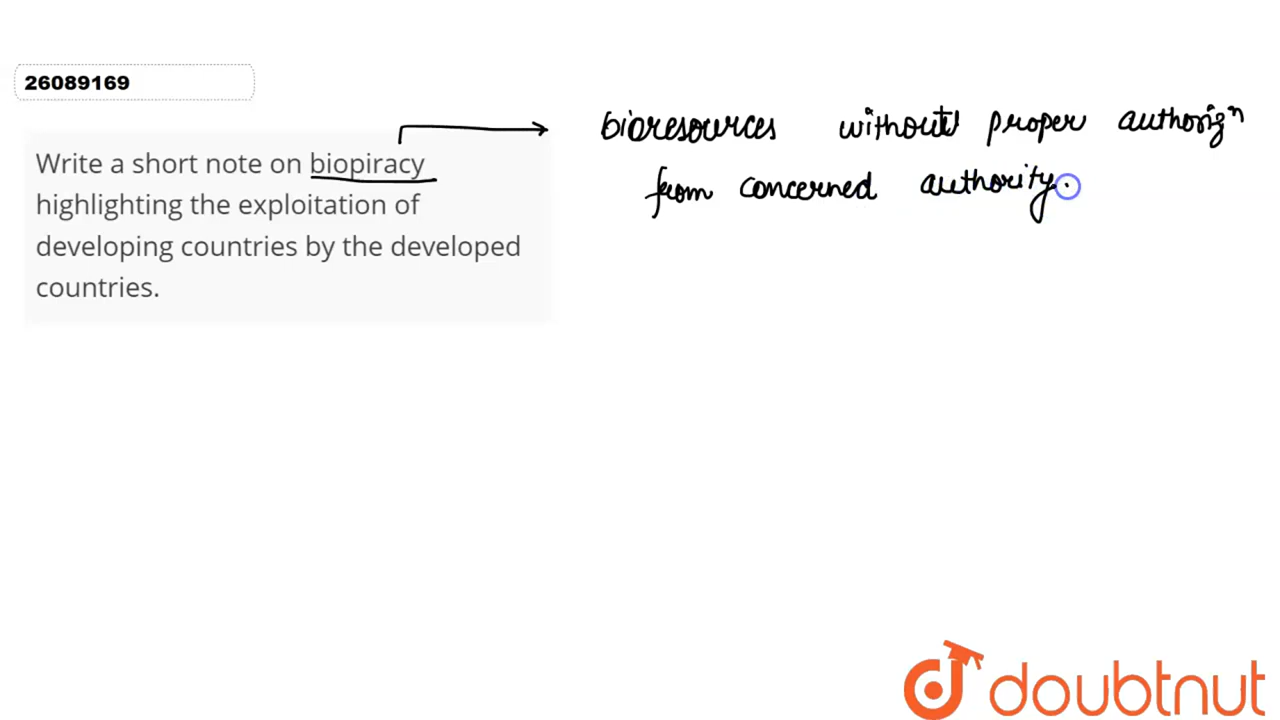 26089169
bioresources without proper authorizn
Write a short note on biopiracy
from concerned authority.
highlighting the exploitation of
developing countries by the developed
countries.
doubtnut